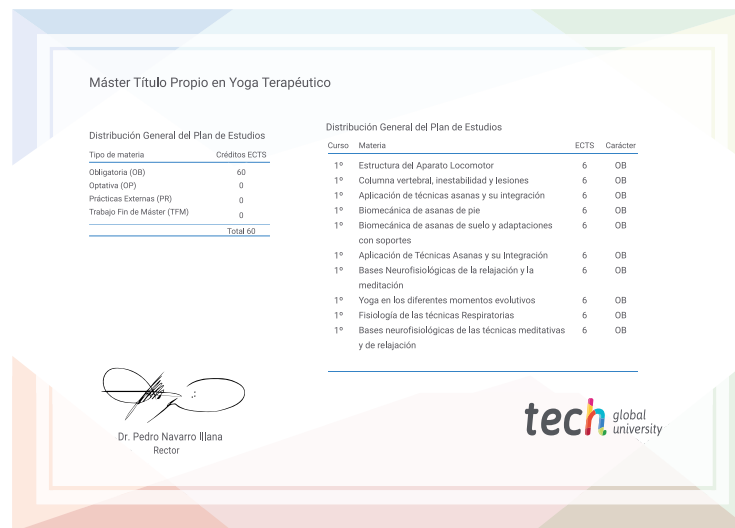 Máster Título Propio en Yoga Terapéutico
Distribución General del Plan de Estudios
Tipo de materia Créditos ECTS
Obligatoria (OB) 60
Optativa (OP) 0
Prácticas Externas (PR) 0
Trabajo Fin de Máster (TFM) 0
Total 60
Distribución General del Plan de Estudios
Curso Materia ECTS Carácter
1º Estructura del Aparato Locomotor 6 OB
1º Columna vertebral, inestabilidad y lesiones 6 OB
1º Aplicación de técnicas asanas y su integración 6 OB
1º Biomecánica de asanas de pie 6 OB
1º Biomecánica de asanas de suelo y adaptaciones 6 OB
con soportes
1º Aplicación de Técnicas Asanas y su Integración 6 OB
1º Bases Neurofisiológicas de la relajación y la 6 OB
meditación
1º Yoga en los diferentes momentos evolutivos 6 OB
1º Fisiología de las técnicas Respiratorias 6 OB
1º Bases neurofisiológicas de las técnicas meditativas 6 OB
y de relajación
Dr. Pedro Navarro Illana
Rector
tech global
university